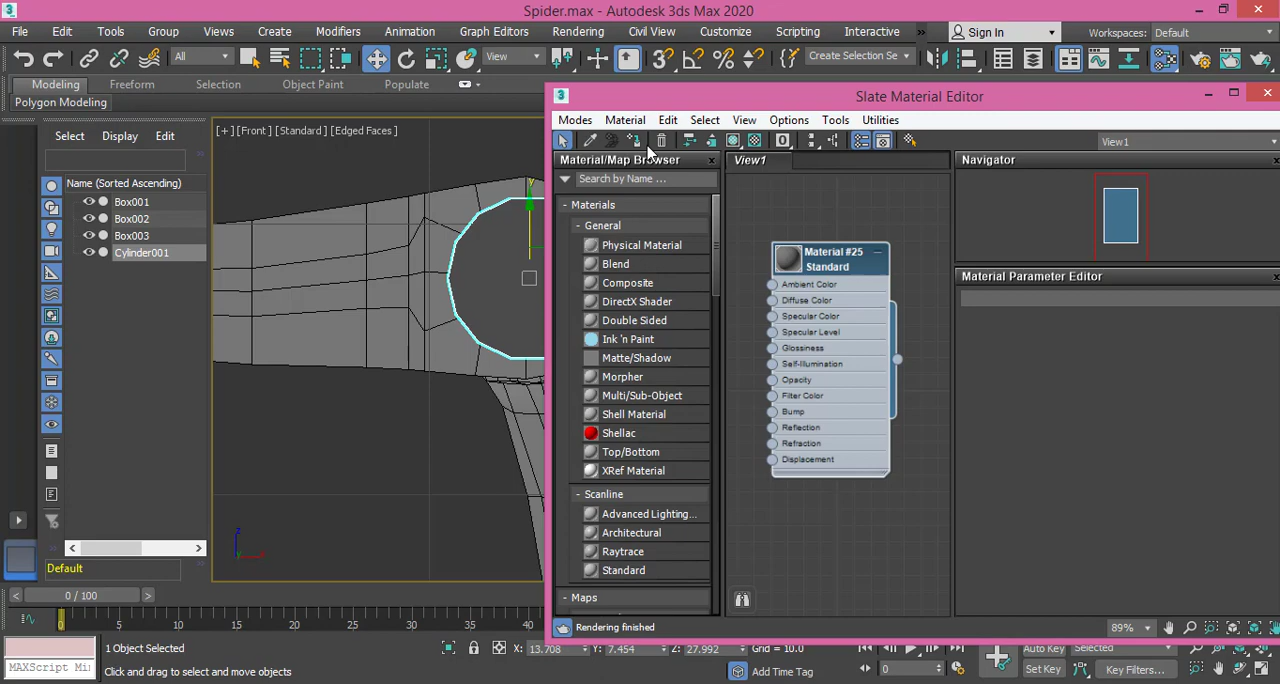 Spider.max - Autodesk 3ds Max 2020
File Edit Tools Group Views Create Modifiers Animation Graph Editors Rendering Civil View Customize Scripting Interactive » Sign In Workspaces: Default
All View Create Selection Se
Modeling Freeform Selection Object Paint Populate
Polygon Modeling
Select Display Edit
Name (Sorted Ascending)
Box001
Box002
Box003
Cylinder001
[+] [Front] [Standard] [Edged Faces]
y
z
x
Slate Material Editor
Modes Material Edit Select View Options Tools Utilities
View1
Material/Map Browser
Search by Name ...
- Materials
- General
Physical Material
Blend
Composite
DirectX Shader
Double Sided
Ink 'n Paint
Matte/Shadow
Morpher
Multi/Sub-Object
Shell Material
Shellac
Top/Bottom
XRef Material
- Scanline
Advanced Lighting...
Architectural
Raytrace
Standard
- Maps
View1
Material #25
Standard
Ambient Color
Diffuse Color
Specular Color
Specular Level
Glossiness
Self-Illumination
Opacity
Filter Color
Bump
Reflection
Refraction
Displacement
Navigator
Material Parameter Editor
Rendering finished
89%
Default
0 / 100
0 5 10 15 20 25 30 35 40
MAXScript Mi
1 Object Selected
Click and drag to select and move objects
X: 13.708 Y: 7.454 Z: 27.992 Grid = 10.0
Add Time Tag
0
Auto Key Selected
Set Key Key Filters...